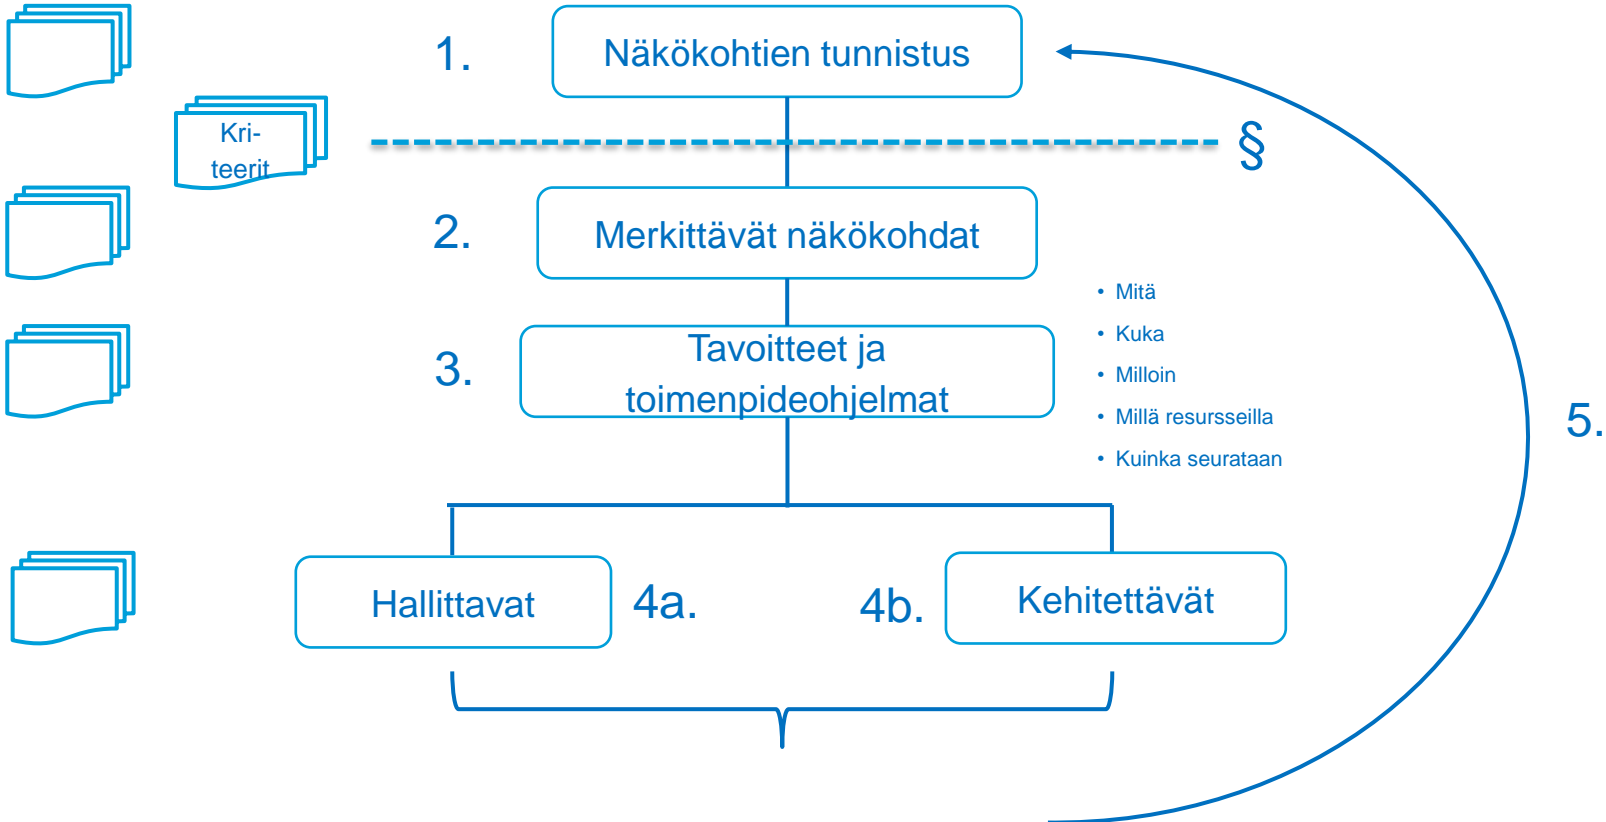 1.
Näkökohtien tunnistus
Kri-
teerit
§
2.
Merkittävät näkökohdat
3.
Tavoitteet ja
toimenpideohjelmat
• Mitä
• Kuka
• Milloin
• Millä resursseilla
• Kuinka seurataan
5.
Hallittavat
4a.
4b.
Kehitettävät